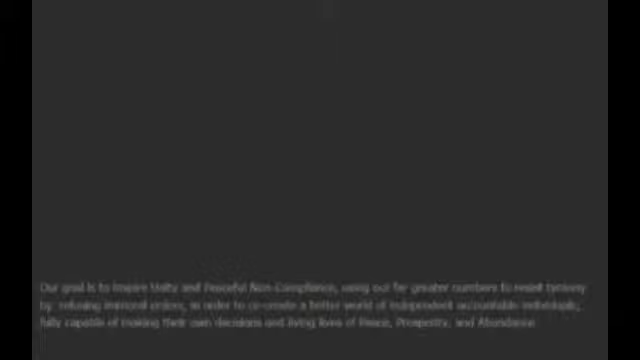 Our goal is to inspire Unity and Peaceful Non-Compliance, using our far greater numbers to resist tyranny
by refusing immoral orders, in order to co-create a better world of independent accountable individuals,
fully capable of making their own decisions and living lives of Peace, Prosperity, and Abundance